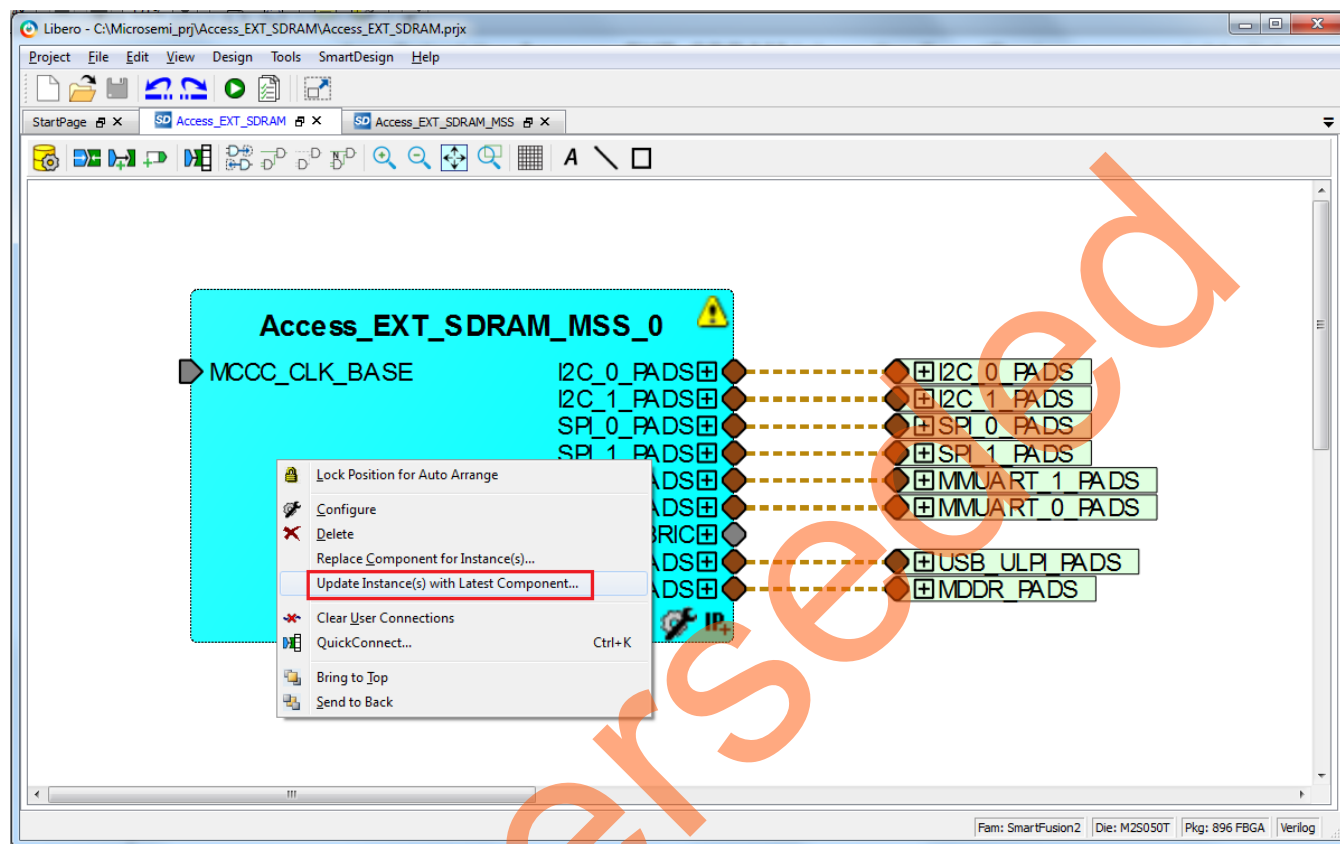 Libero - C:\Microsemi_prj\Access_EXT_SDRAM\Access_EXT_SDRAM.prjx
Project File Edit View Design Tools SmartDesign Help
StartPage Access_EXT_SDRAM Access_EXT_SDRAM_MSS
A
Access_EXT_SDRAM_MSS_0
MCCC_CLK_BASE I2C_0_PADS I2C_0_PADS
I2C_1_PADS I2C_1_PADS
SPI_0_PADS SPI_0_PADS
SPI_1_PADS SPI_1_PADS
Lock Position for Auto Arrange ADS MMUART_1_PADS
Configure ADS MMUART_0_PADS
Delete BRIC
Replace Component for Instance(s)... ADS USB_ULPI_PADS
Update Instance(s) with Latest Component... ADS MDDR_PADS
Clear User Connections IP
QuickConnect... Ctrl+K
Bring to Top
Send to Back
erseded
Fam: SmartFusion2 Die: M2S050T Pkg: 896 FBGA Verilog